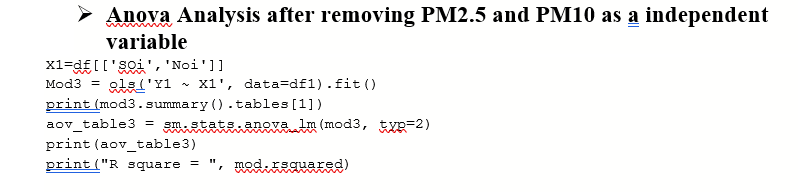 ➢ Anova Analysis after removing PM2.5 and PM10 as a independent
variable
X1=df[['SOi','Noi']]
Mod3 = ols('Y1 ~ X1', data=df1).fit()
print(mod3.summary().tables[1])
aov_table3 = sm.stats.anova_lm(mod3, typ=2)
print(aov_table3)
print("R square = ", mod.rsquared)